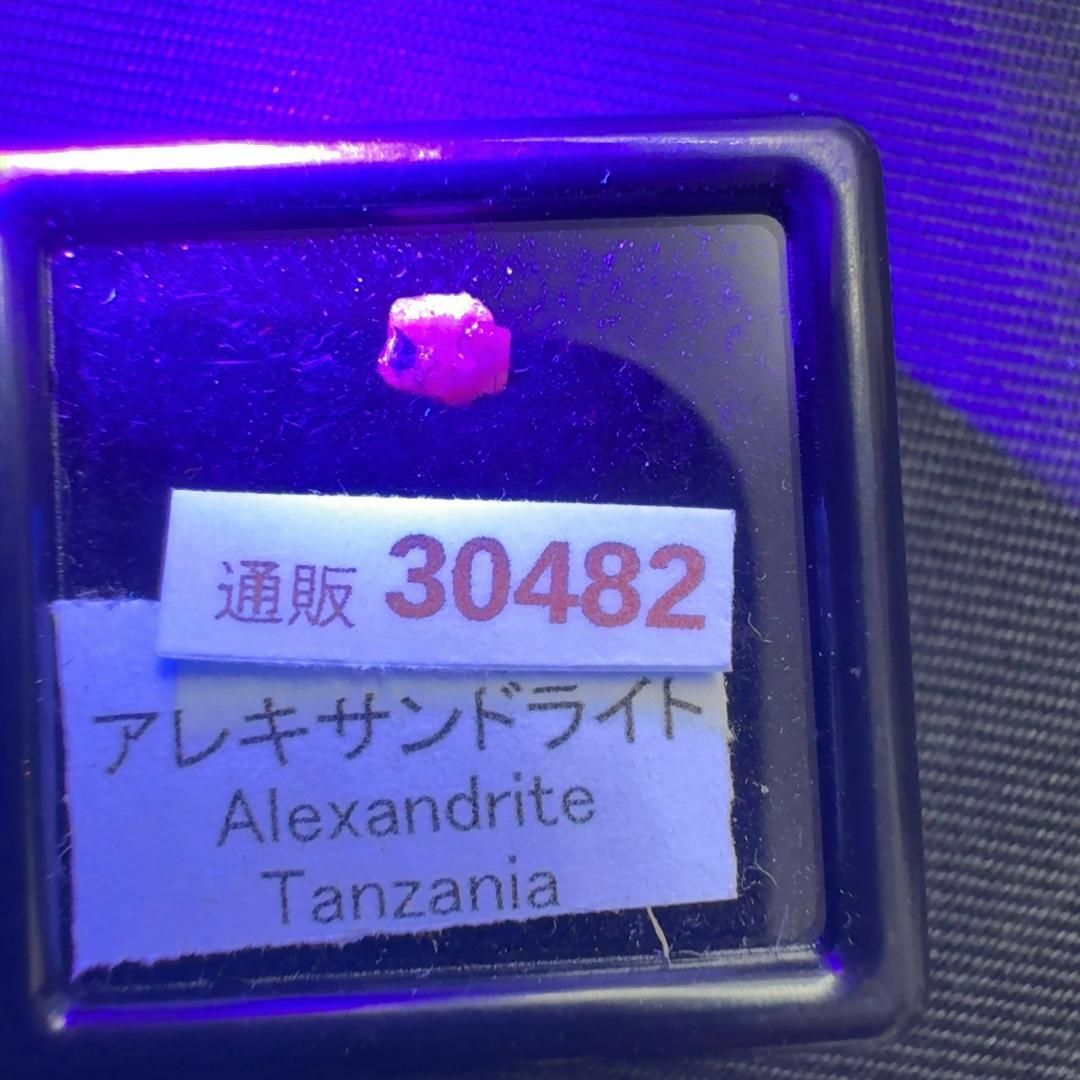 通販 30482
アレキサンドライト
Alexandrite
Tanzania